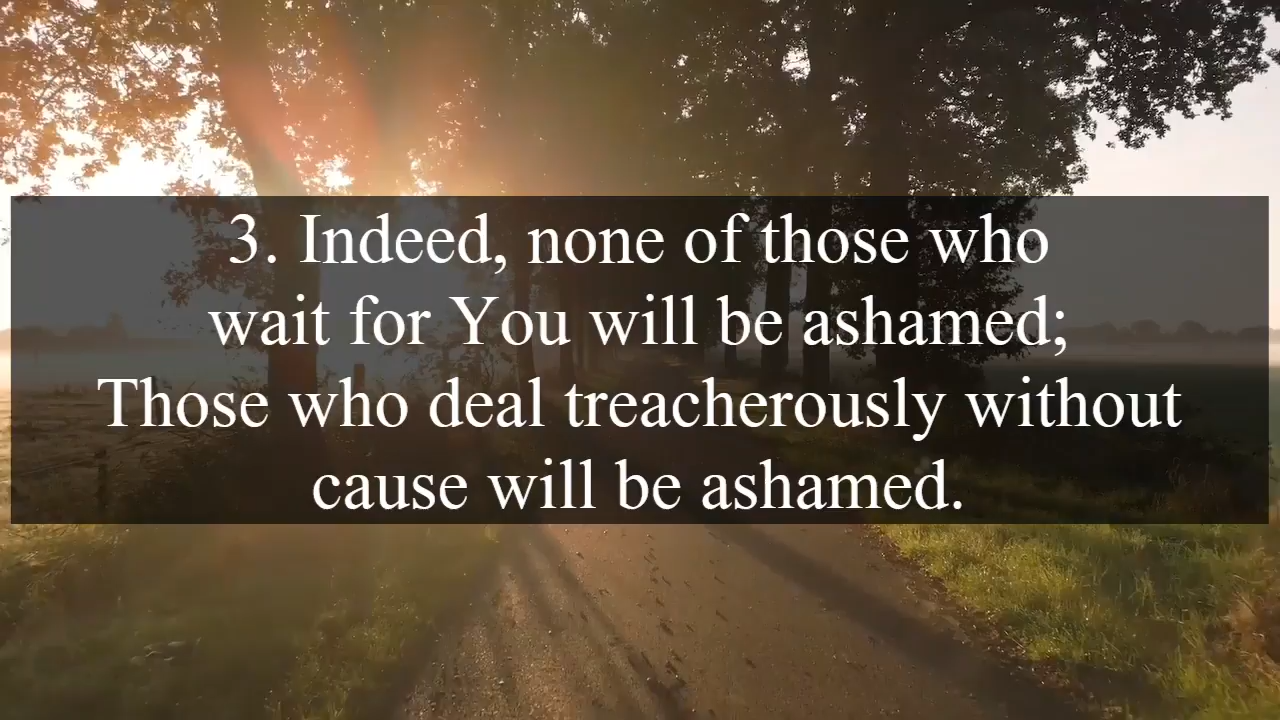 3. Indeed, none of those who
wait for You will be ashamed;
Those who deal treacherously without
cause will be ashamed.